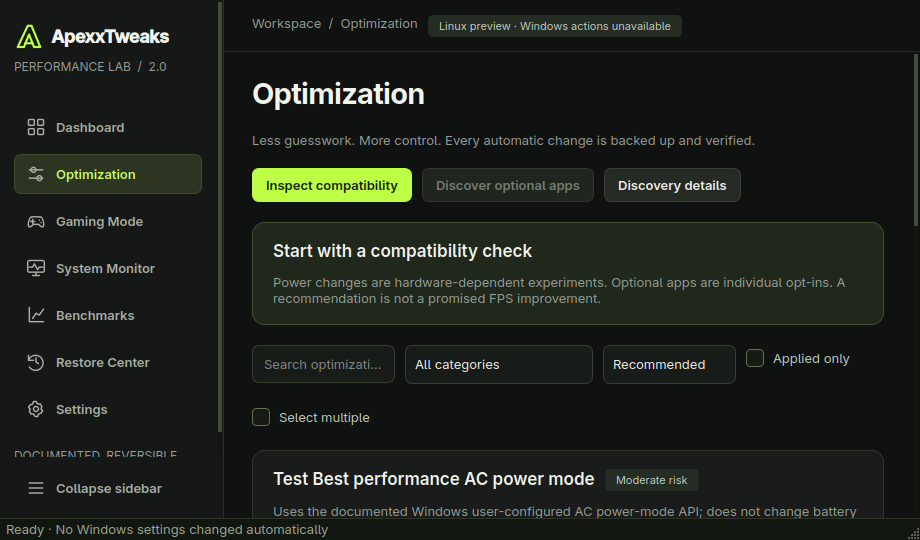 ApexxTweaks
PERFORMANCE LAB / 2.0
Dashboard
Optimization
Gaming Mode
System Monitor
Benchmarks
Restore Center
Settings
DOCUMENTED. REVERSIBLE
Collapse sidebar
Workspace / Optimization
Linux preview · Windows actions unavailable
Optimization
Less guesswork. More control. Every automatic change is backed up and verified.
Inspect compatibility
Discover optional apps
Discovery details
Start with a compatibility check
Power changes are hardware-dependent experiments. Optional apps are individual opt-ins. A
recommendation is not a promised FPS improvement.
Search optimizati...
All categories
Recommended
Applied only
Select multiple
Test Best performance AC power mode
Moderate risk
Uses the documented Windows user-configured AC power-mode API; does not change battery
Ready · No Windows settings changed automatically